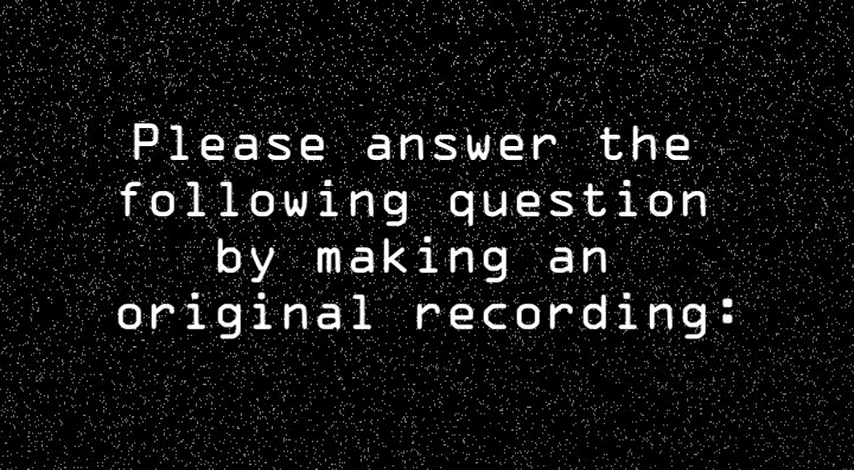 Please answer the
following question
by making an
original recording: